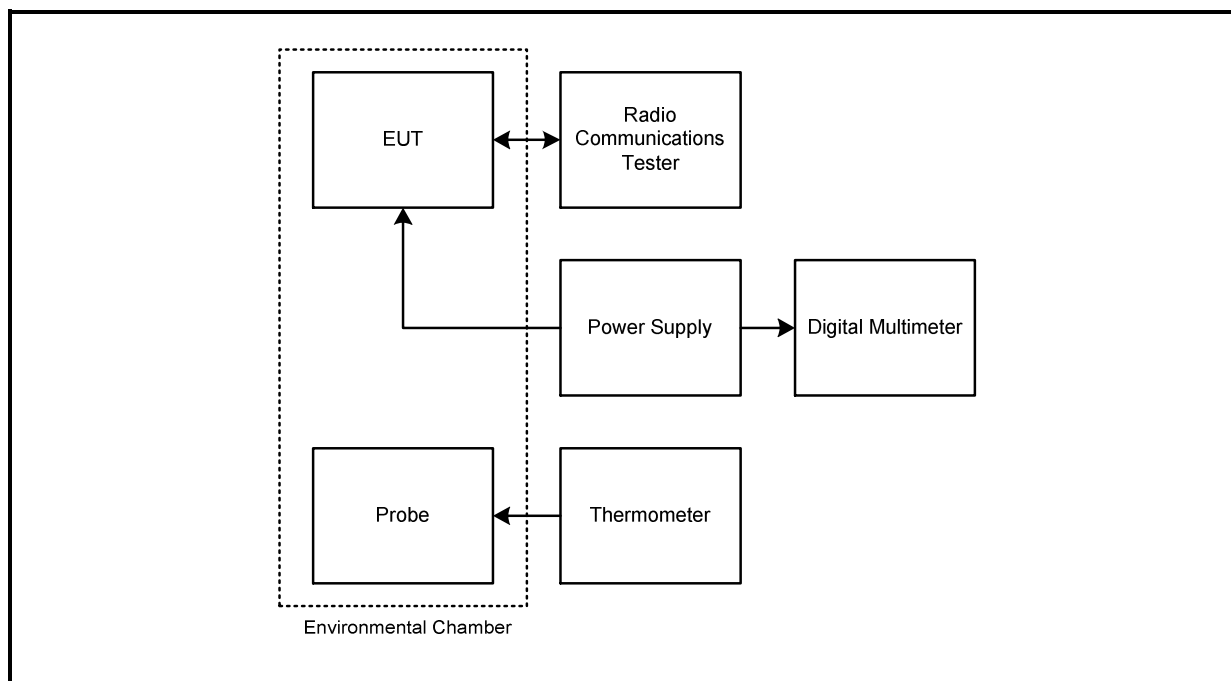 EUT
Radio
Communications
Tester
Power Supply
Digital Multimeter
Probe
Thermometer
Environmental Chamber